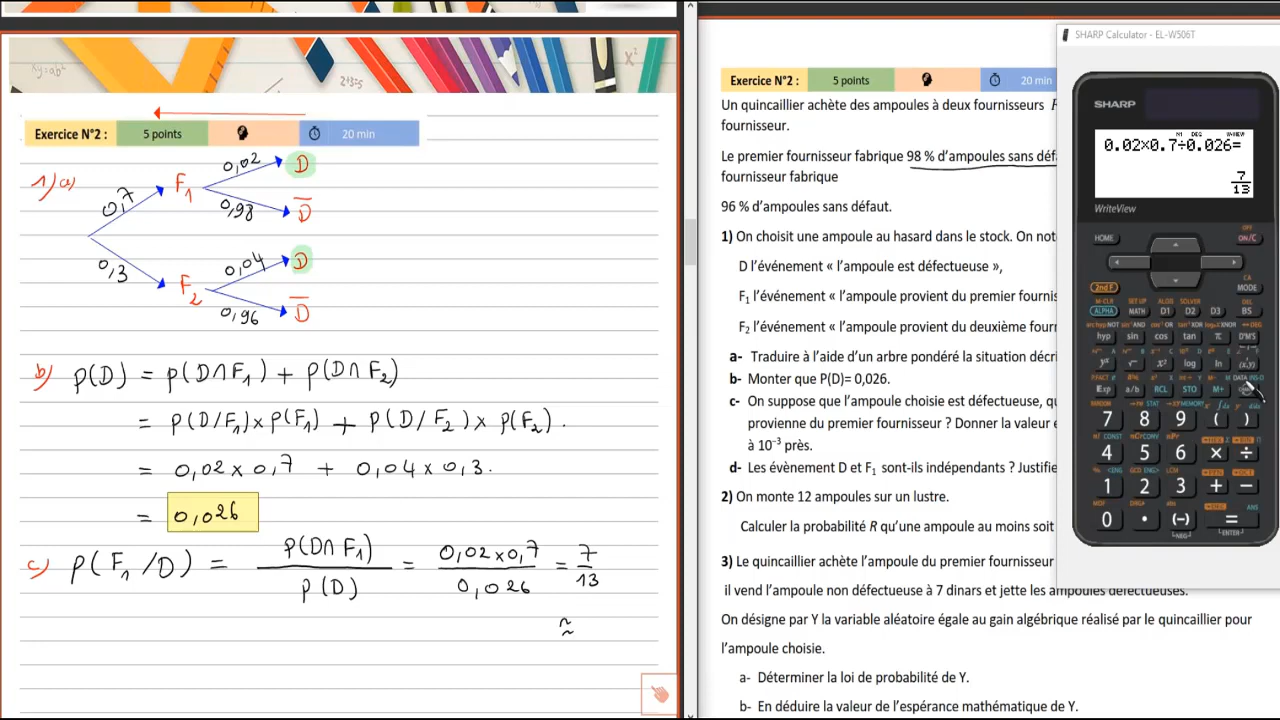 Exercice N°2 :
5 points
20 min
1) a)
0,7
F₁
0,02
D
0,98
D̅
0,3
F₂
0,04
D
0,96
D̅
b) p(D) = p(D∩F₁) + p(D∩F₂)
= p(D/F₁) x p(F₁) + p(D/F₂) x p(F₂).
= 0,02 x 0,7 + 0,04 x 0,3.
= 0,026
c) p(F₁/D) = p(D∩F₁) / p(D) = 0,02 x 0,7 / 0,026 = 7/13
≈
Exercice N°2 :
5 points
20 min
Un quincaillier achète des ampoules à deux fournisseurs
fournisseur.
Le premier fournisseur fabrique 98 % d'ampoules sans déf
fournisseur fabrique
96 % d'ampoules sans défaut.
1) On choisit une ampoule au hasard dans le stock. On not
D l'événement « l'ampoule est défectueuse »,
F₁ l'événement « l'ampoule provient du premier fournis
F₂ l'événement « l'ampoule provient du deuxième fourn
a- Traduire à l'aide d'un arbre pondéré la situation décri
b- Monter que P(D)= 0,026.
c- On suppose que l'ampoule choisie est défectueuse, qu
provienne du premier fournisseur ? Donner la valeur e
à 10⁻³ près.
d- Les évènement D et F₁ sont-ils indépendants ? Justifie
2) On monte 12 ampoules sur un lustre.
Calculer la probabilité R qu'une ampoule au moins soit
3) Le quincaillier achète l'ampoule du premier fournisseur
il vend l'ampoule non défectueuse à 7 dinars et jette les ampoules défectueuses.
On désigne par Y la variable aléatoire égale au gain algébrique réalisé par le quincaillier pour
l'ampoule choisie.
a- Déterminer la loi de probabilité de Y.
b- En déduire la valeur de l'espérance mathématique de Y.
SHARP Calculator - EL-W506T
SHARP
0.02×0.7÷0.026=
7/13
WriteView
HOME
ON/C
2ndF
MODE
ALPHA MATH D1 D2 D3 BS
hyp sin cos tan π D°M'S
yˣ √ x² log ln (x,y)
Exp a/b RCL STO M+
7 8 9 ( )
4 5 6 × ÷
1 2 3 + −
0 • (−) =